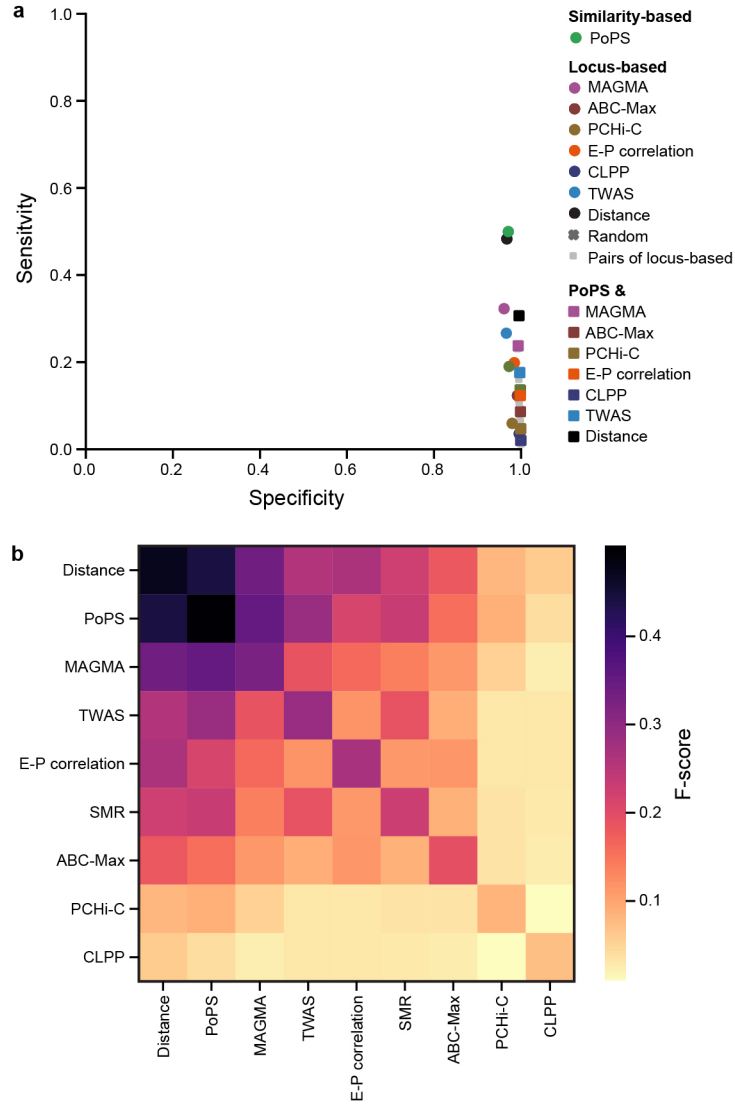 a
1.0
0.8
0.6
0.4
0.2
0.0
Sensitvity
0.0 0.2 0.4 0.6 0.8 1.0
Specificity
Similarity-based
PoPS
Locus-based
MAGMA
ABC-Max
PCHi-C
E-P correlation
CLPP
TWAS
Distance
Random
Pairs of locus-based
PoPS &
MAGMA
ABC-Max
PCHi-C
E-P correlation
CLPP
TWAS
Distance
b
Distance
PoPS
MAGMA
TWAS
E-P correlation
SMR
ABC-Max
PCHi-C
CLPP
Distance
PoPS
MAGMA
TWAS
E-P correlation
SMR
ABC-Max
PCHi-C
CLPP
0.4
0.3
0.2
0.1
F-score